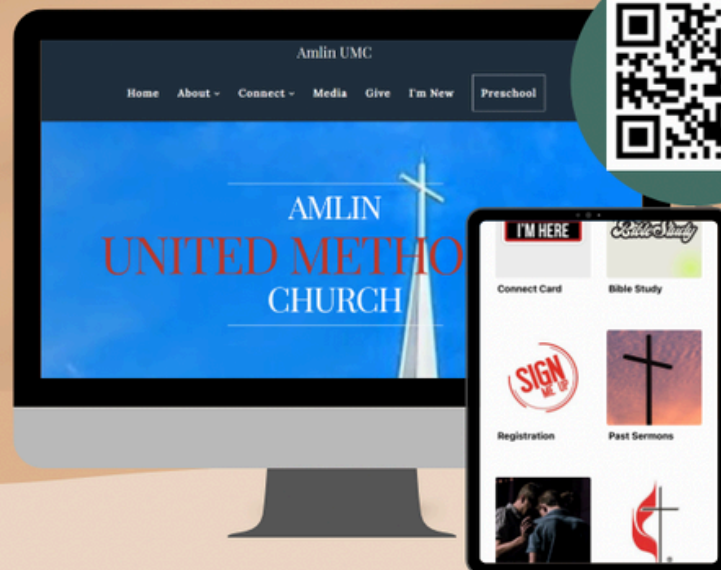 Amlin UMC
Home About Connect Media Give I'm New Preschool
AMLIN
UNITED METHO
CHURCH
I'M HERE
Bible Study
Connect Card
Bible Study
SIGN
ME UP
Registration
Past Sermons